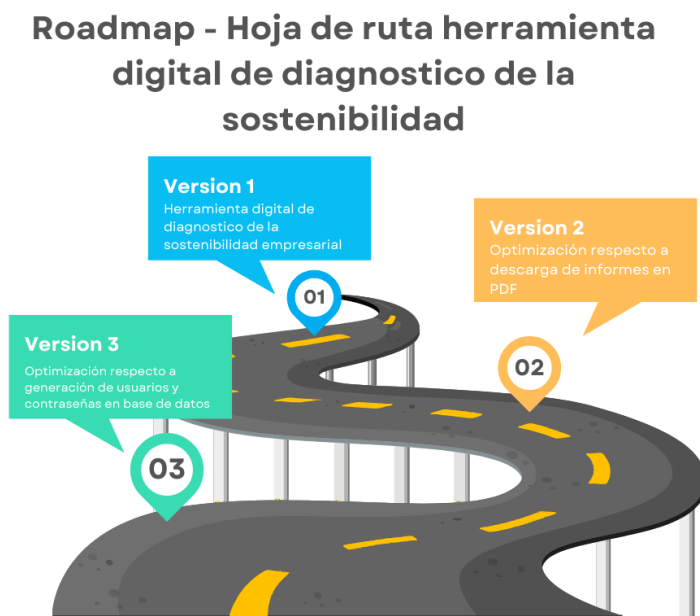 Roadmap - Hoja de ruta herramienta
digital de diagnostico de la
sostenibilidad
Version 1
Herramienta digital de
diagnostico de la
sostenibilidad empresarial
01
Version 2
Optimización respecto a
descarga de informes en
PDF
02
Version 3
Optimización respecto a
generación de usuarios y
contraseñas en base de datos
03